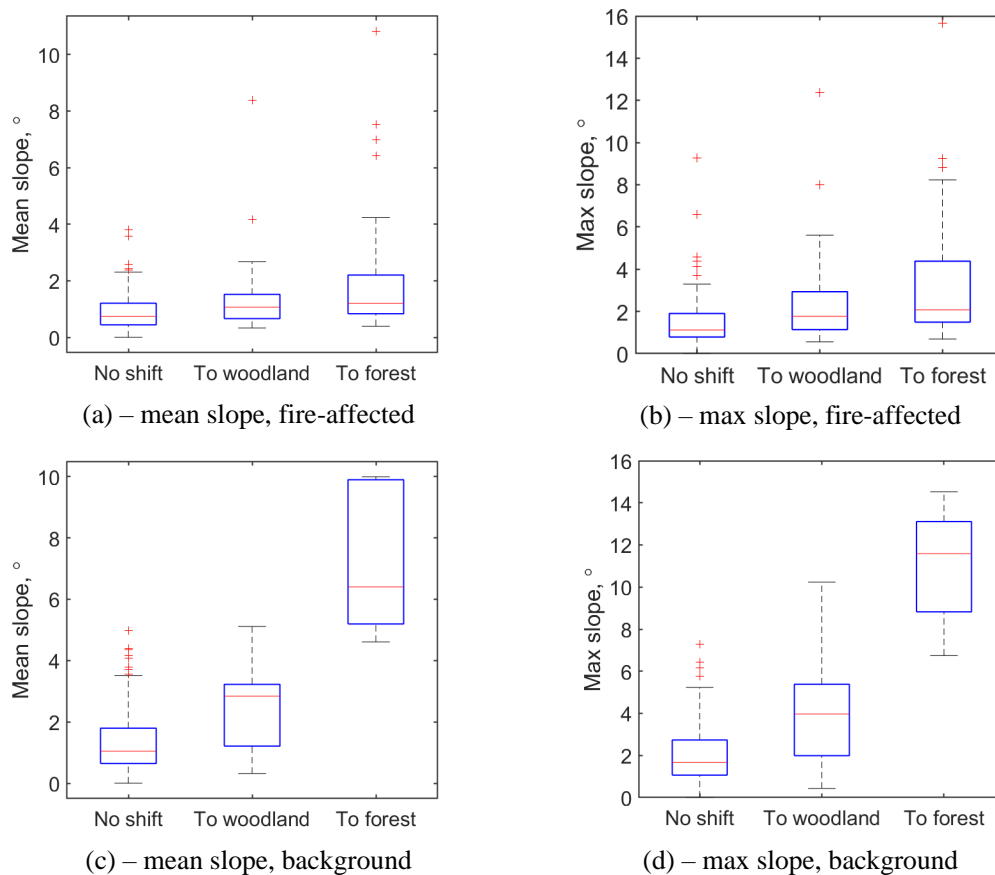 Mean slope, °
10
8
6
4
2
0
No shift To woodland To forest
(a) – mean slope, fire-affected
Max slope, °
16
14
12
10
8
6
4
2
0
No shift To woodland To forest
(b) – max slope, fire-affected
Mean slope, °
10
8
6
4
2
0
No shift To woodland To forest
(c) – mean slope, background
Max slope, °
16
14
12
10
8
6
4
2
0
No shift To woodland To forest
(d) – max slope, background